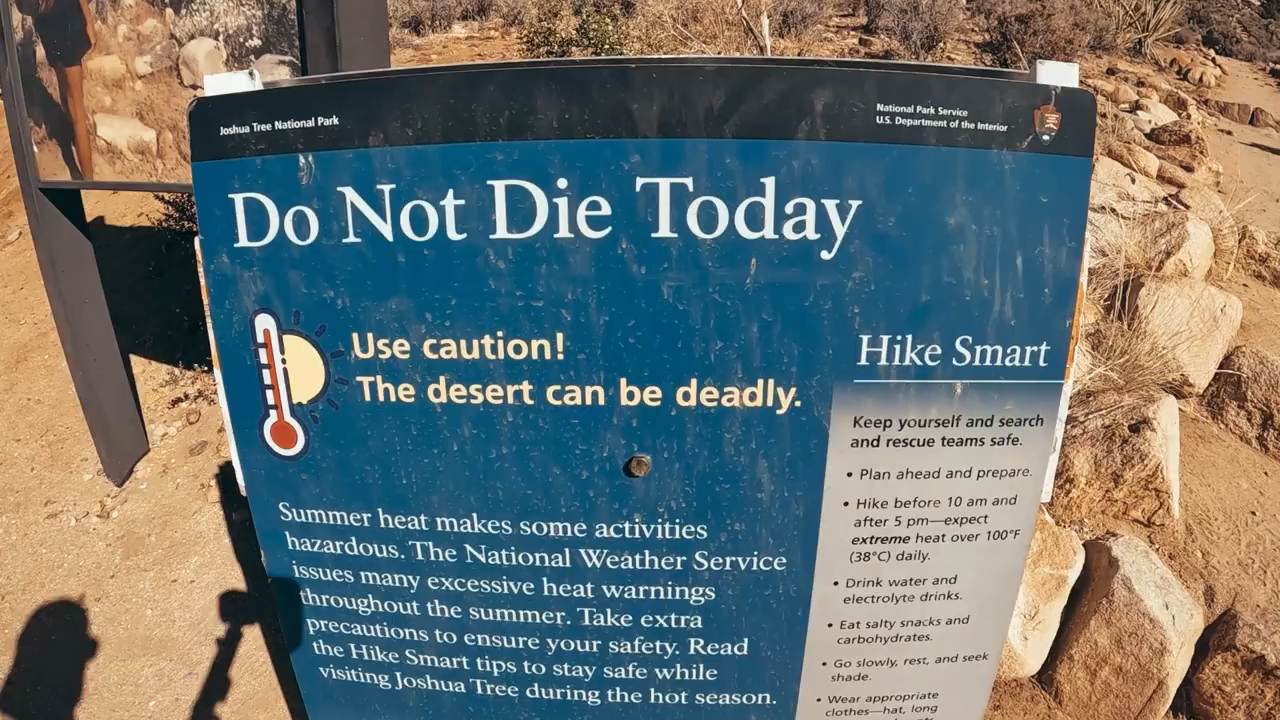 Joshua Tree National Park
National Park Service
U.S. Department of the Interior
Do Not Die Today
Use caution!
The desert can be deadly.
Summer heat makes some activities
hazardous. The National Weather Service
issues many excessive heat warnings
throughout the summer. Take extra
precautions to ensure your safety. Read
the Hike Smart tips to stay safe while
visiting Joshua Tree during the hot season.
Hike Smart
Keep yourself and search
and rescue teams safe.
• Plan ahead and prepare.
• Hike before 10 am and
after 5 pm—expect
extreme heat over 100°F
(38°C) daily.
• Drink water and
electrolyte drinks.
• Eat salty snacks and
carbohydrates.
• Go slowly, rest, and seek
shade.
• Wear appropriate
clothes—hat, long